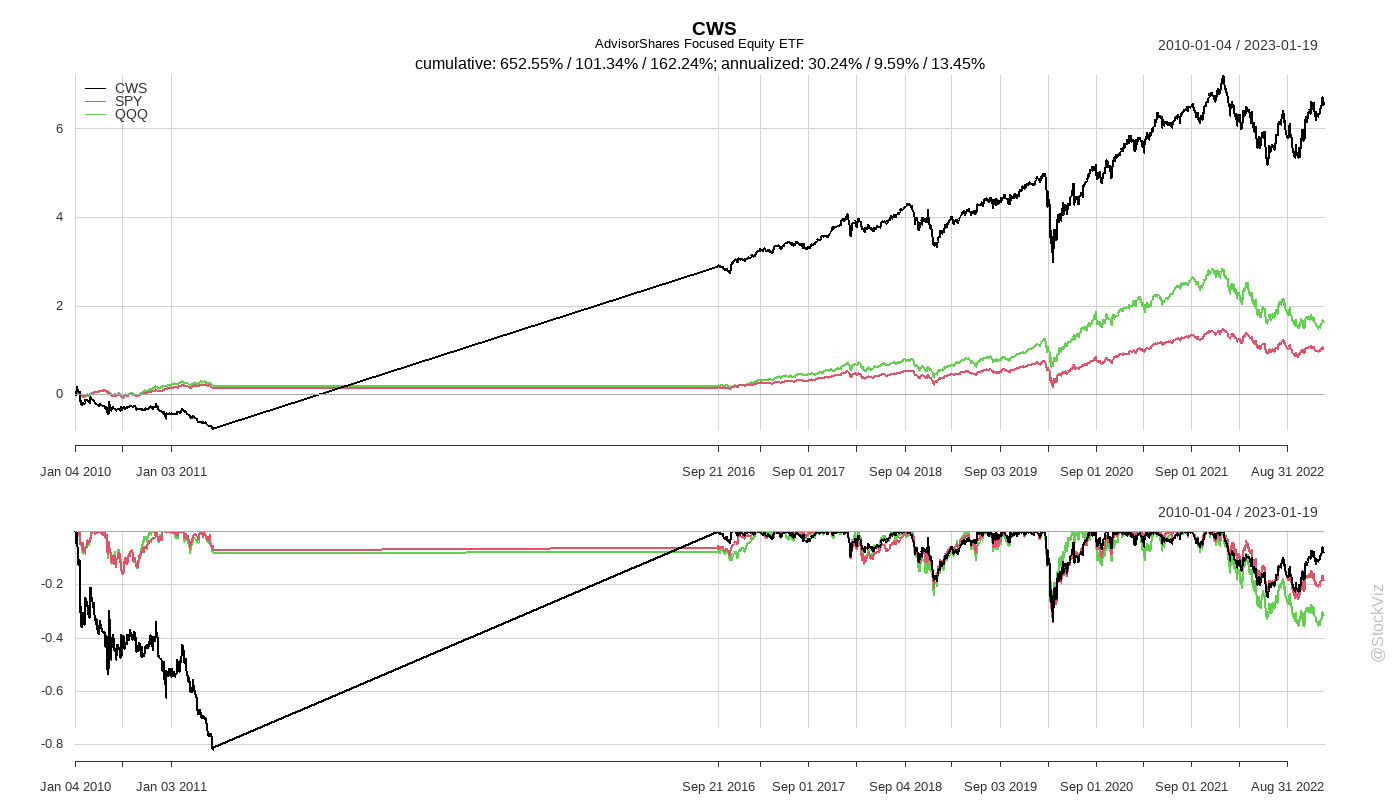 CWS
AdvisorShares Focused Equity ETF
2010-01-04 / 2023-01-19
cumulative: 652.55% / 101.34% / 162.24%; annualized: 30.24% / 9.59% / 13.45%
CWS
SPY
QQQ
6
4
2
0
Jan 04 2010 Jan 03 2011 Sep 21 2016 Sep 01 2017 Sep 04 2018 Sep 03 2019 Sep 01 2020 Sep 01 2021 Aug 31 2022
2010-01-04 / 2023-01-19
-0.2
-0.4
-0.6
-0.8
Jan 04 2010 Jan 03 2011 Sep 21 2016 Sep 01 2017 Sep 04 2018 Sep 03 2019 Sep 01 2020 Sep 01 2021 Aug 31 2022
@StockViz